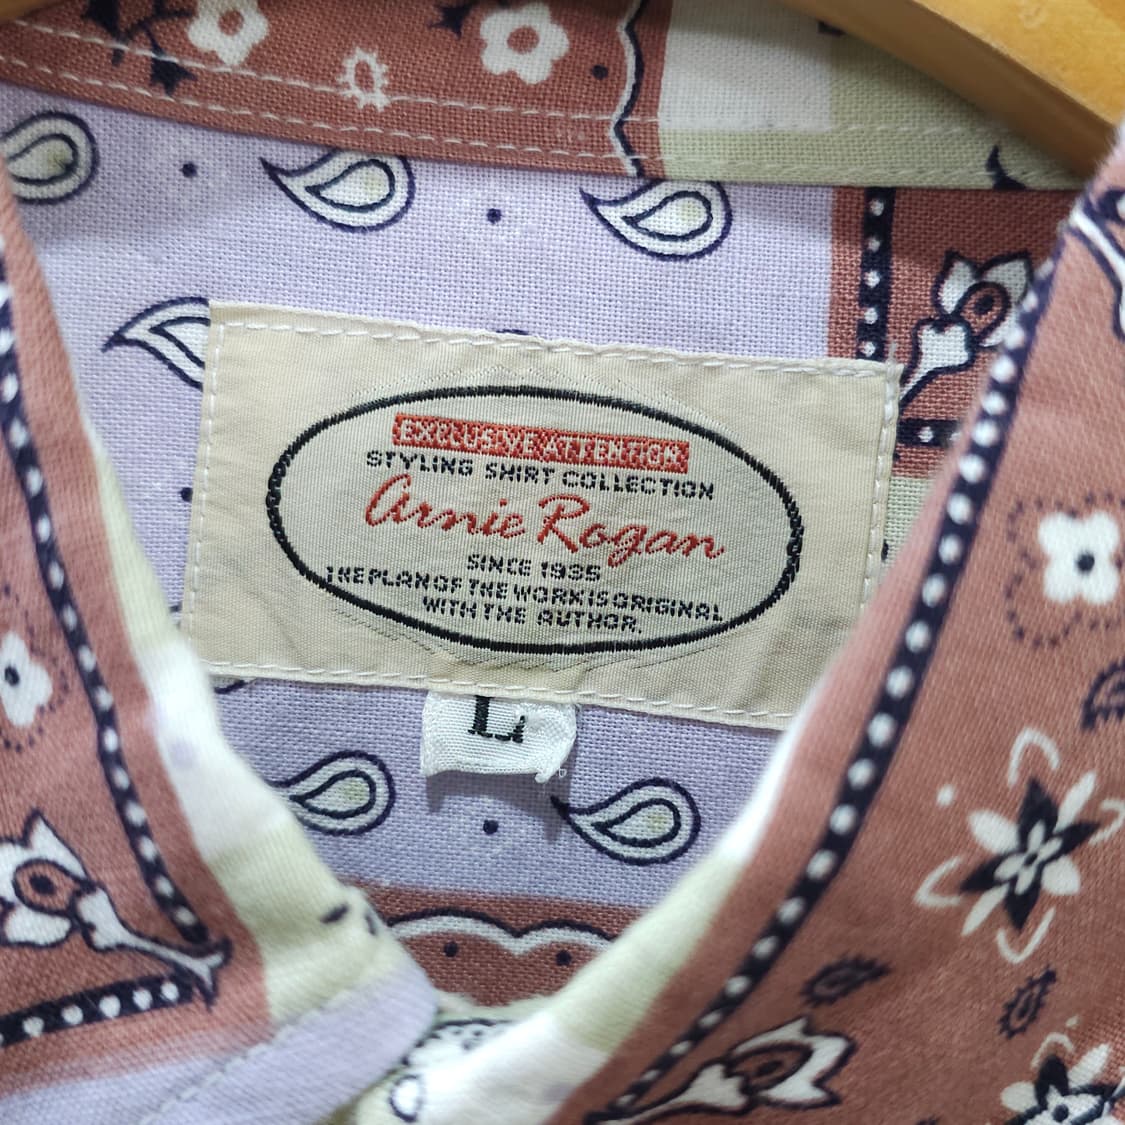 EXCLUSIVE ATTENTION
STYLING SHIRT COLLECTION
Arnie Rogan
SINCE 1935
THE PLAN OF THE WORK IS ORIGINAL
WITH THE AUTHOR.
L